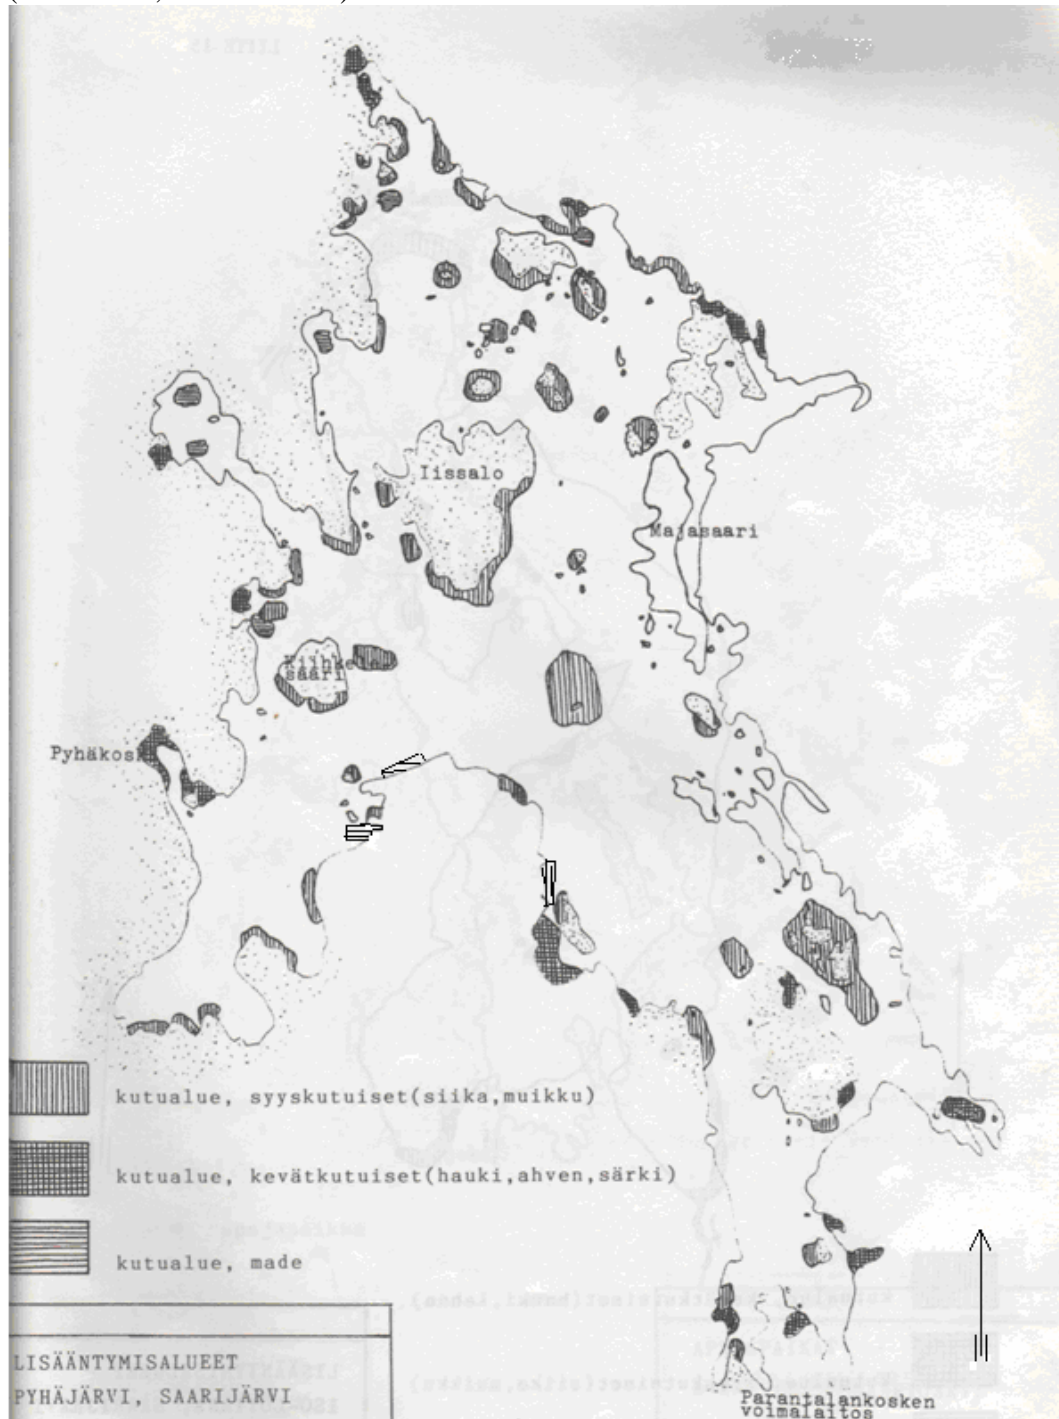 Iissalo
Majasaari
saari
Pyhäkoski
kutualue, syyskutuiset(siika,muikku)
kutualue, kevätkutuiset(hauki,ahven,särki)
kutualue, made
LISÄÄNTYMISALUEET
PYHÄJÄRVI, SAARIJÄRVI
Parantalankosken
voimalaitos